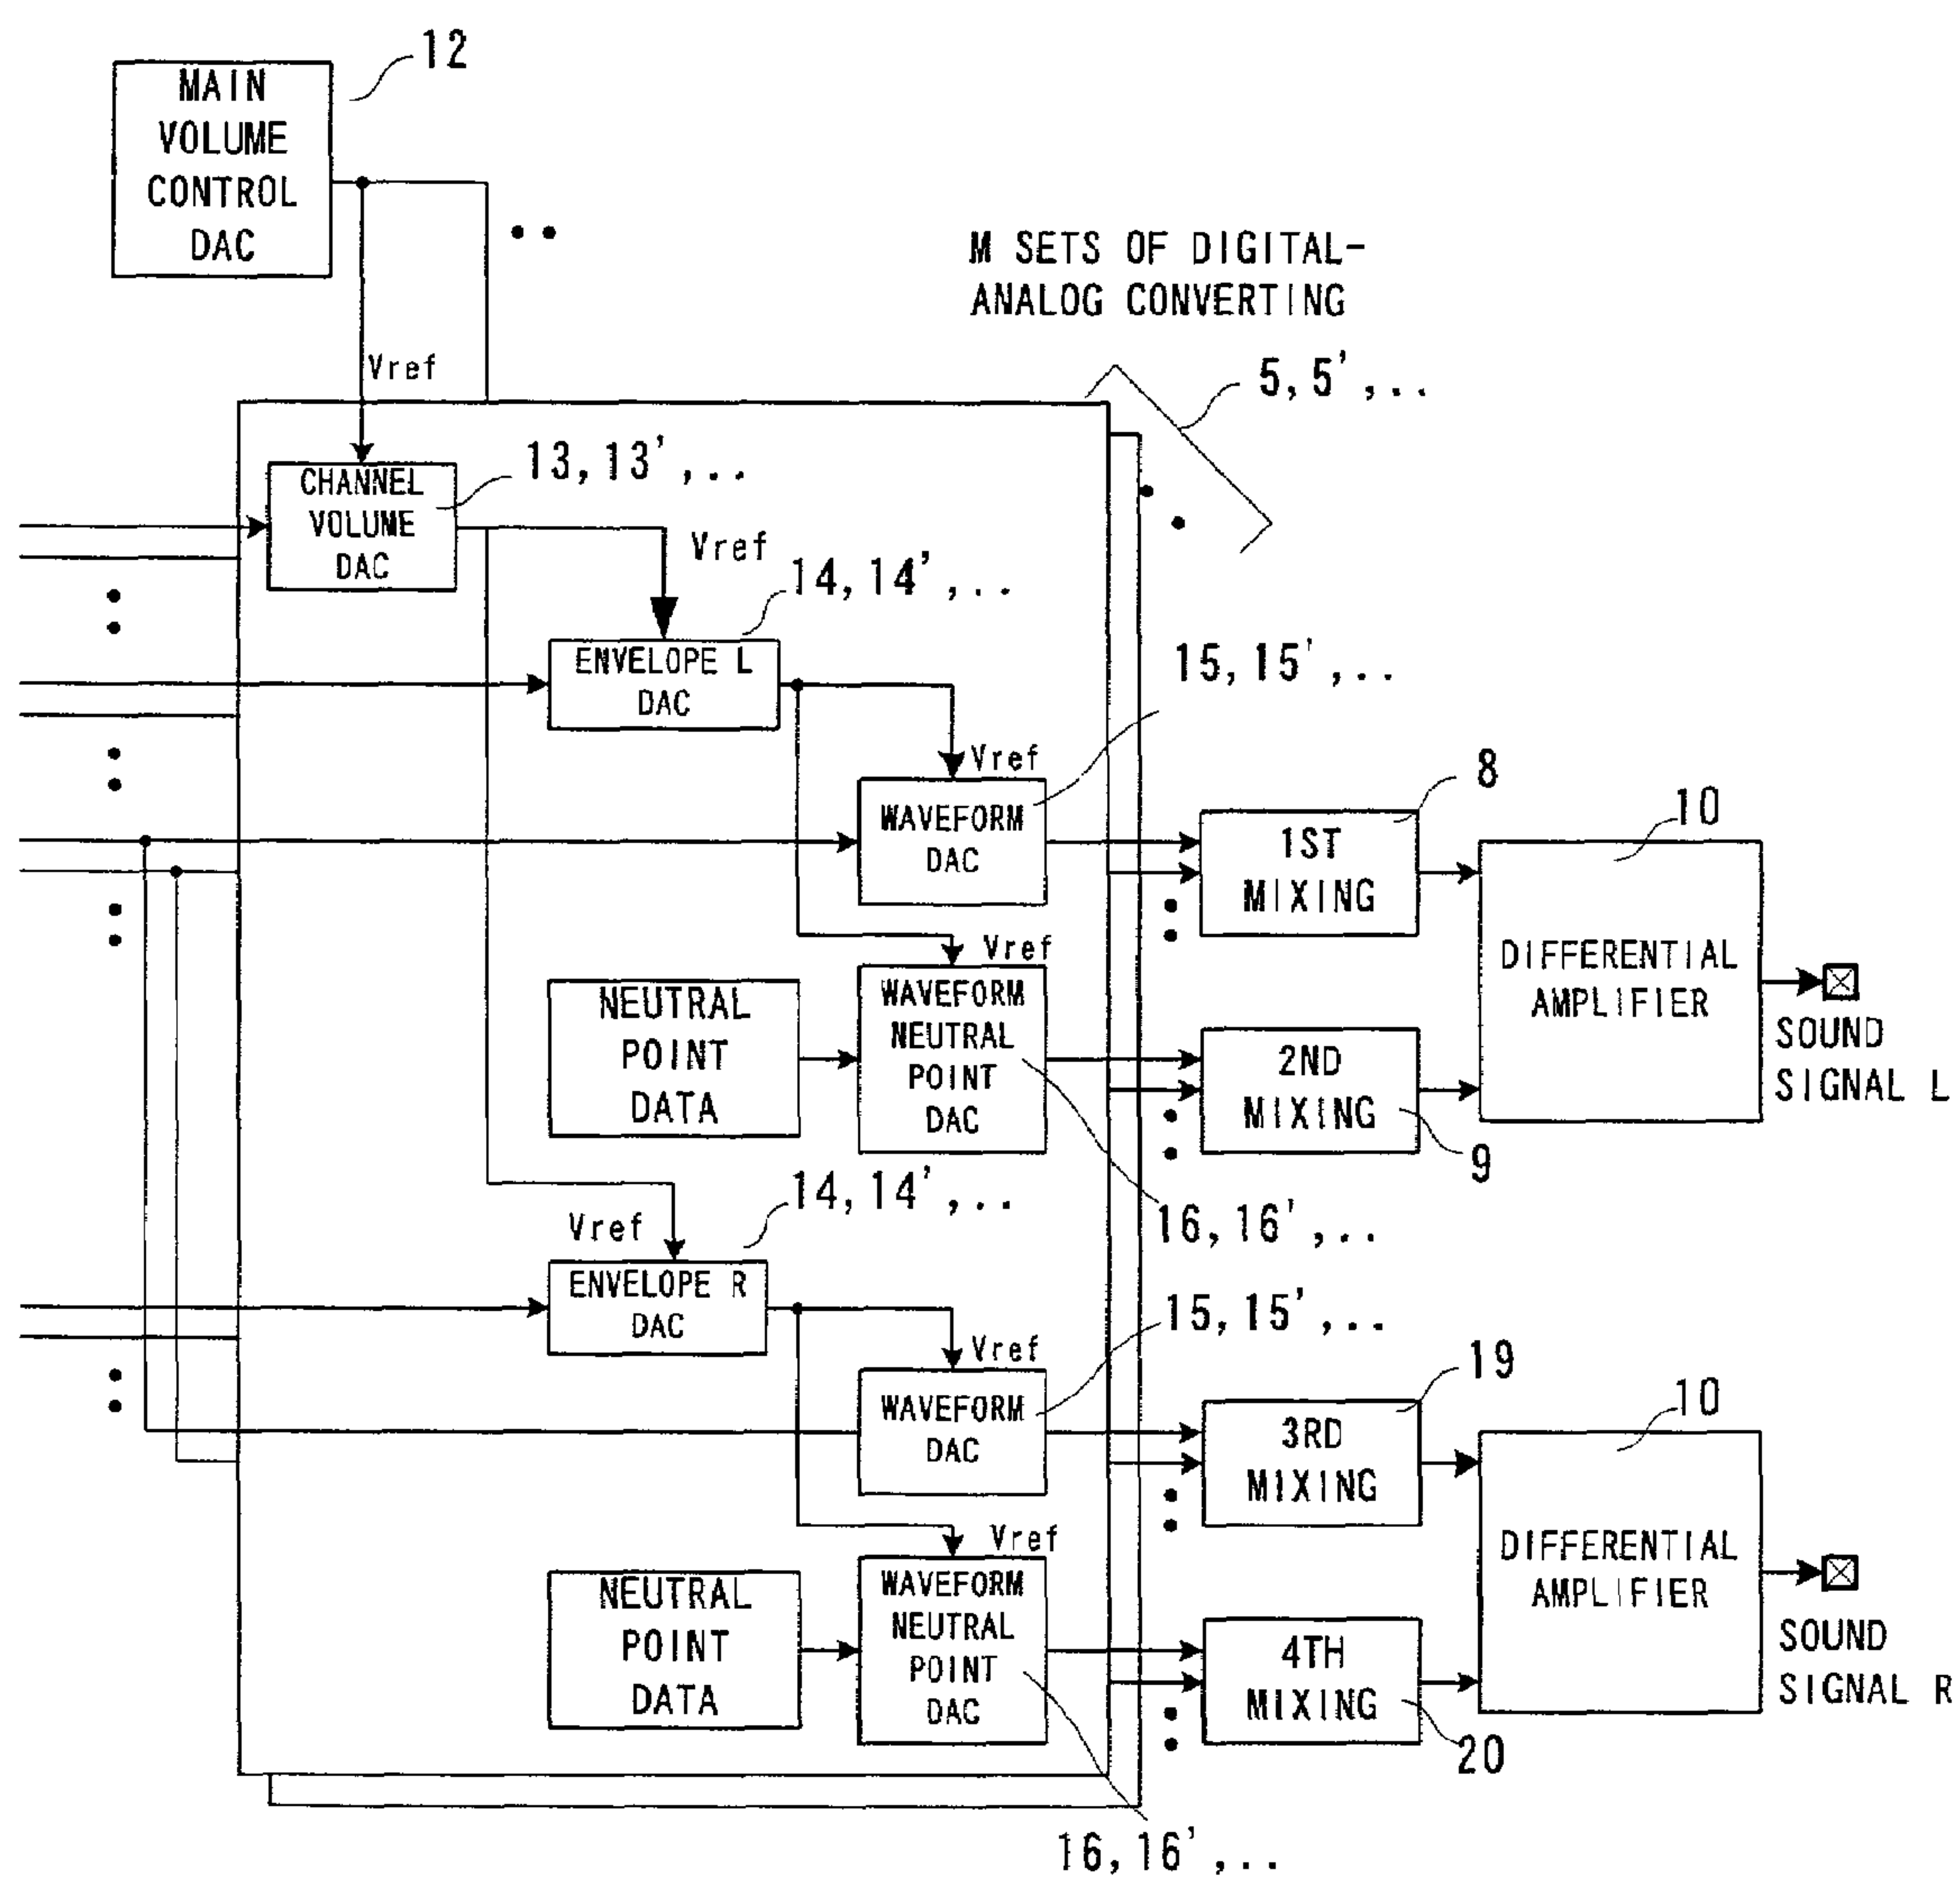 12
MAIN
VOLUME
CONTROL
DAC
M SETS OF DIGITAL-
ANALOG CONVERTING
Vref
5, 5', ..
CHANNEL
VOLUME
DAC
13, 13', ..
Vref
14, 14', ..
ENVELOPE L
DAC
15, 15', ..
Vref
WAVEFORM
DAC
8
1ST
MIXING
10
DIFFERENTIAL
AMPLIFIER
Vref
NEUTRAL
POINT
DATA
WAVEFORM
NEUTRAL
POINT
DAC
2ND
MIXING
9
SOUND
SIGNAL L
14, 14', ..
16, 16', ..
Vref
ENVELOPE R
DAC
15, 15', ..
Vref
WAVEFORM
DAC
19
3RD
MIXING
10
DIFFERENTIAL
AMPLIFIER
Vref
NEUTRAL
POINT
DATA
WAVEFORM
NEUTRAL
POINT
DAC
4TH
MIXING
20
SOUND
SIGNAL R
16, 16', ..